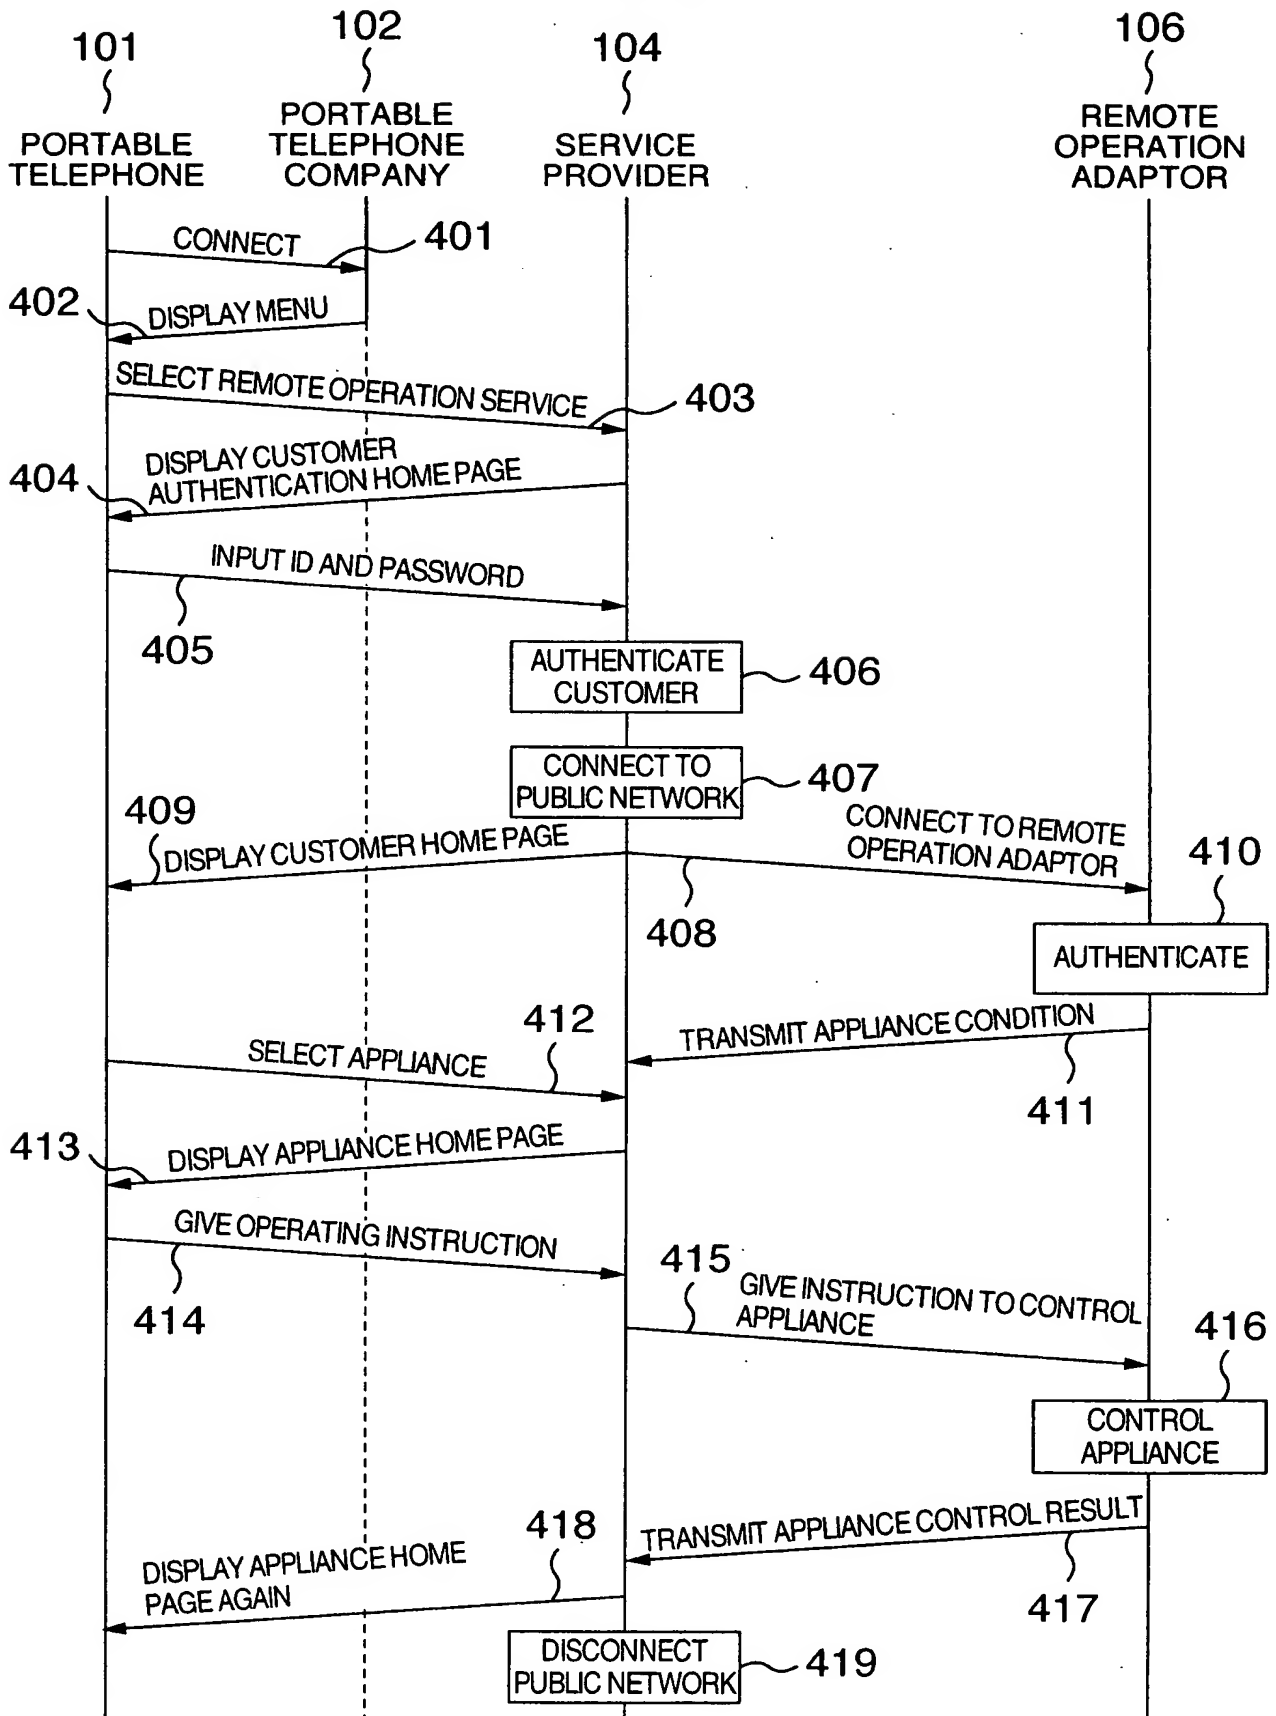 101
102
104
106
PORTABLE
TELEPHONE
PORTABLE
TELEPHONE
COMPANY
SERVICE
PROVIDER
REMOTE
OPERATION
ADAPTOR
CONNECT
401
402
DISPLAY MENU
SELECT REMOTE OPERATION SERVICE
403
404
DISPLAY CUSTOMER
AUTHENTICATION HOME PAGE
INPUT ID AND PASSWORD
405
AUTHENTICATE
CUSTOMER
406
CONNECT TO
PUBLIC NETWORK
407
409
DISPLAY CUSTOMER HOME PAGE
CONNECT TO REMOTE
OPERATION ADAPTOR
408
410
AUTHENTICATE
412
SELECT APPLIANCE
TRANSMIT APPLIANCE CONDITION
411
413
DISPLAY APPLIANCE HOME PAGE
GIVE OPERATING INSTRUCTION
414
415
GIVE INSTRUCTION TO CONTROL
APPLIANCE
416
CONTROL
APPLIANCE
418
TRANSMIT APPLIANCE CONTROL RESULT
417
DISPLAY APPLIANCE HOME
PAGE AGAIN
DISCONNECT
PUBLIC NETWORK
419